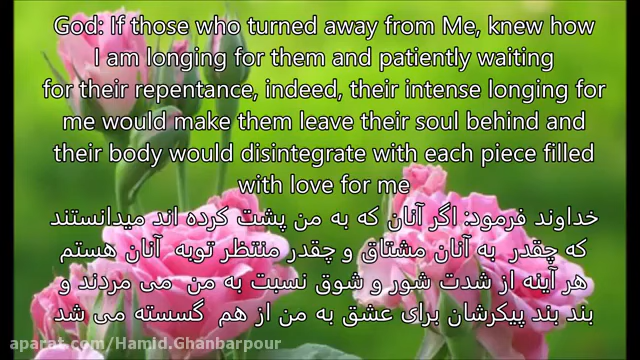 God: If those who turned away from Me, knew how
I am longing for them and patiently waiting
for their repentance, indeed, their intense longing for
me would make them leave their soul behind and
their body would disintegrate with each piece filled
with love for me
خداوند فرمود: اگر آنان که به من پشت کرده اند میدانستند
که چقدر به آنان مشتاق و چقدر منتظر توبه آنان هستم
هر آینه از شدت شور و شوق نسبت به من می مردند و
بند بند پیکرشان برای عشق به من از هم گسسته می شد
aparat.com/Hamid.Ghanbarpour